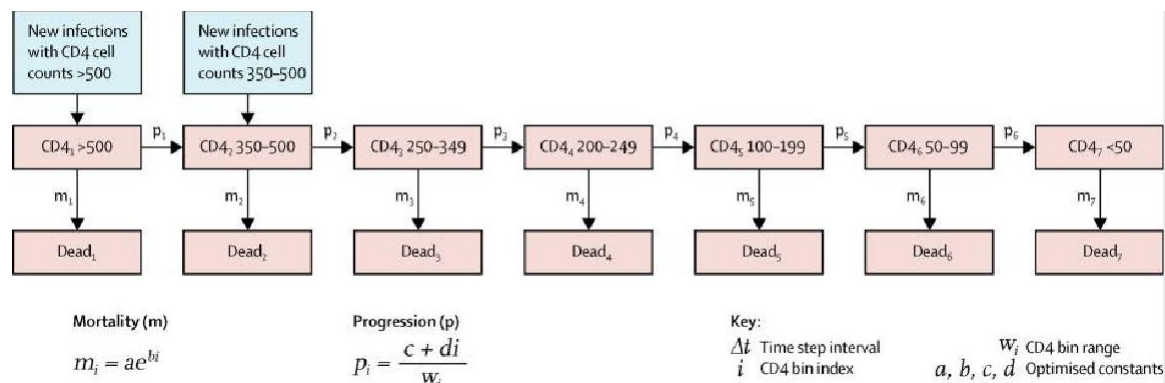 New infections
with CD4 cell
counts >500
New infections
with CD4 cell
counts 350–500
CD4₁ >500
p₁
CD4₂ 350–500
p₂
CD4₃ 250–349
p₃
CD4₄ 200–249
p₄
CD4₅ 100–199
p₅
CD4₆ 50–99
p₆
CD4₇ <50
m₁
m₂
m₃
m₄
m₅
m₆
m₇
Dead₁
Dead₂
Dead₃
Dead₄
Dead₅
Dead₆
Dead₇
Mortality (m)
mᵢ = ae^{bi}
Progression (p)
pᵢ = (c + di) / wᵢ
Key:
Δt Time step interval
i CD4 bin index
wᵢ CD4 bin range
a, b, c, d Optimised constants